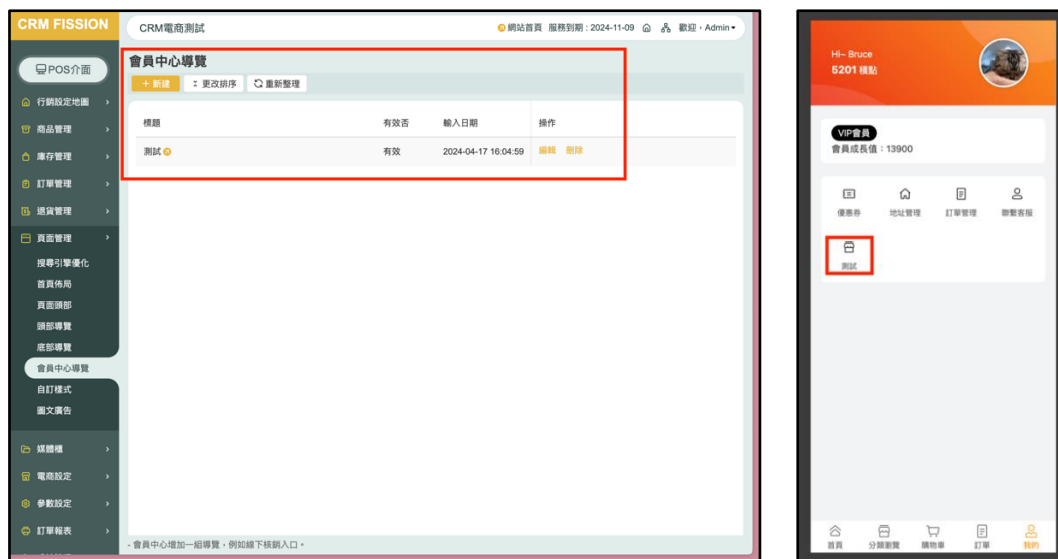 CRM FISSION
CRM電商測試
網站首頁 服務到期：2024-11-09 歡迎，Admin
POS介面
行銷設定地圖
商品管理
庫存管理
訂單管理
退貨管理
頁面管理
搜尋引擎優化
首頁佈局
頁面頭部
頭部導覽
底部導覽
會員中心導覽
自訂樣式
圖文廣告
媒體櫃
電商設定
參數設定
訂單報表
會員中心導覽
＋新建 更改排序 重新整理
標題 有效否 輸入日期 操作
測試 有效 2024-04-17 16:04:59 編輯 刪除
- 會員中心增加一組導覽，例如線下核銷入口。
Hi~ Bruce
5201 積點
VIP會員
會員成長值：13900
優惠券 地址管理 訂單管理 聯繫客服
測試
首頁 分類瀏覽 購物車 訂單 我的